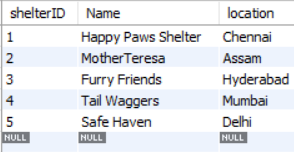 shelterID Name location
1 Happy Paws Shelter Chennai
2 MotherTeresa Assam
3 Furry Friends Hyderabad
4 Tail Waggers Mumbai
5 Safe Haven Delhi
NULL NULL NULL